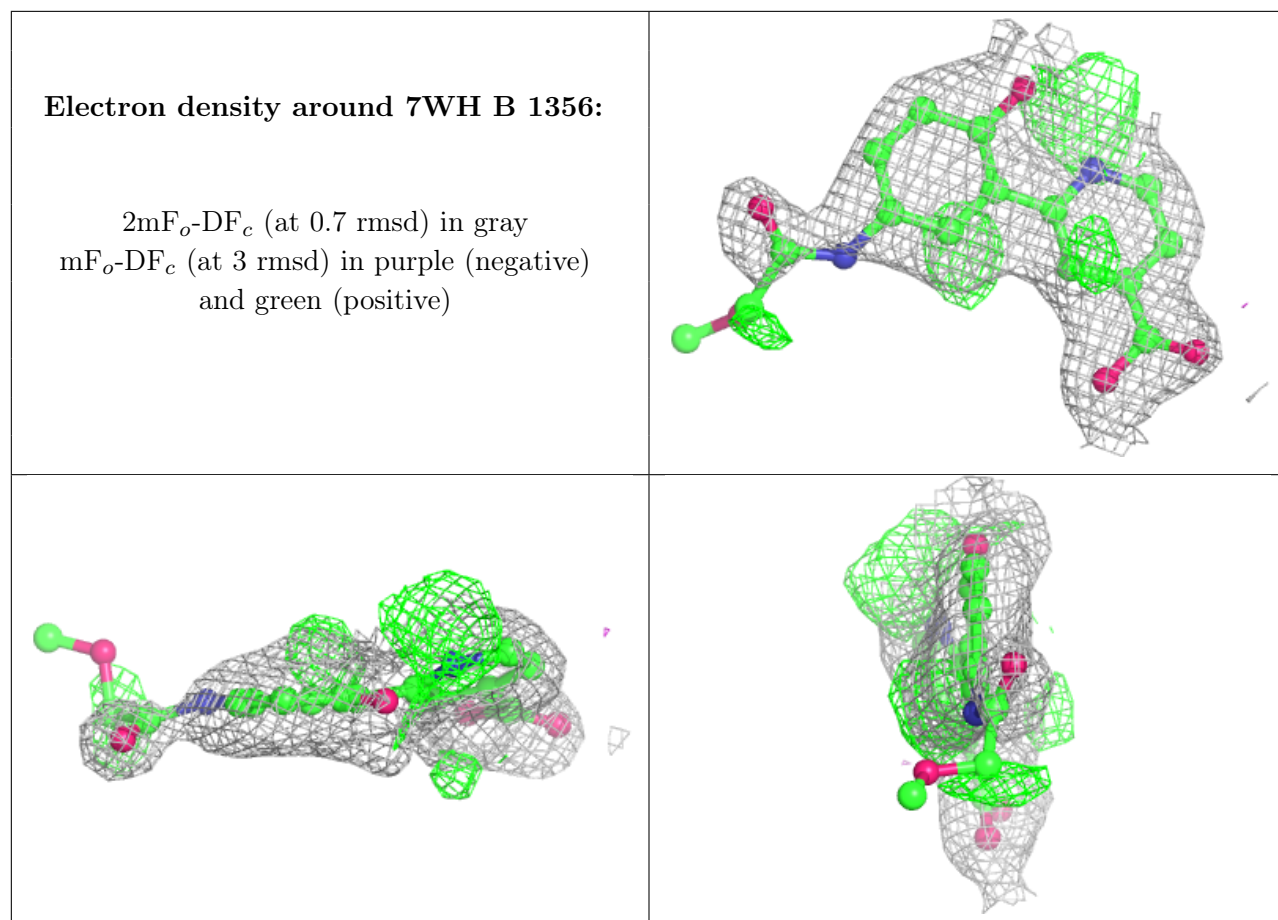 Electron density around 7WH B 1356:
2mFo-DFc (at 0.7 rmsd) in gray
mFo-DFc (at 3 rmsd) in purple (negative)
and green (positive)